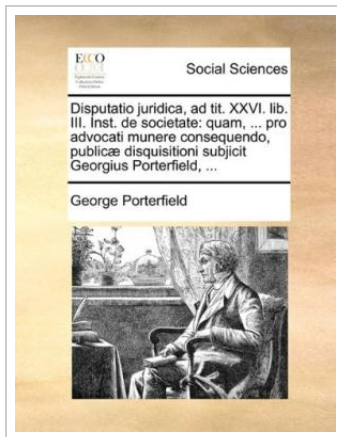 ECCO
Social Sciences
Disputatio juridica, ad tit. XXVI. lib.
III. Inst. de societate: quam, ... pro
advocati munere consequendo,
publicæ disquisitioni subjicit
Georgius Porterfield, ...
George Porterfield